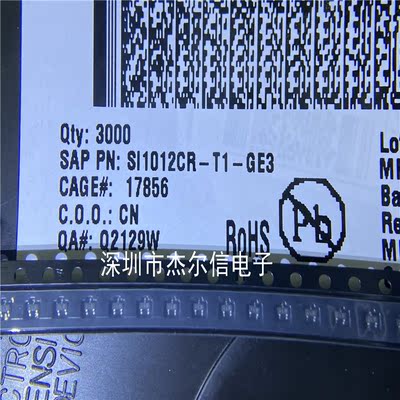 Qty: 3000
SAP PN: SI1012CR-T1-GE3
CAGE#: 17856
C.O.O.: CN
QA#: Q2129W
RoHS
Pb
深圳市杰尔信电子